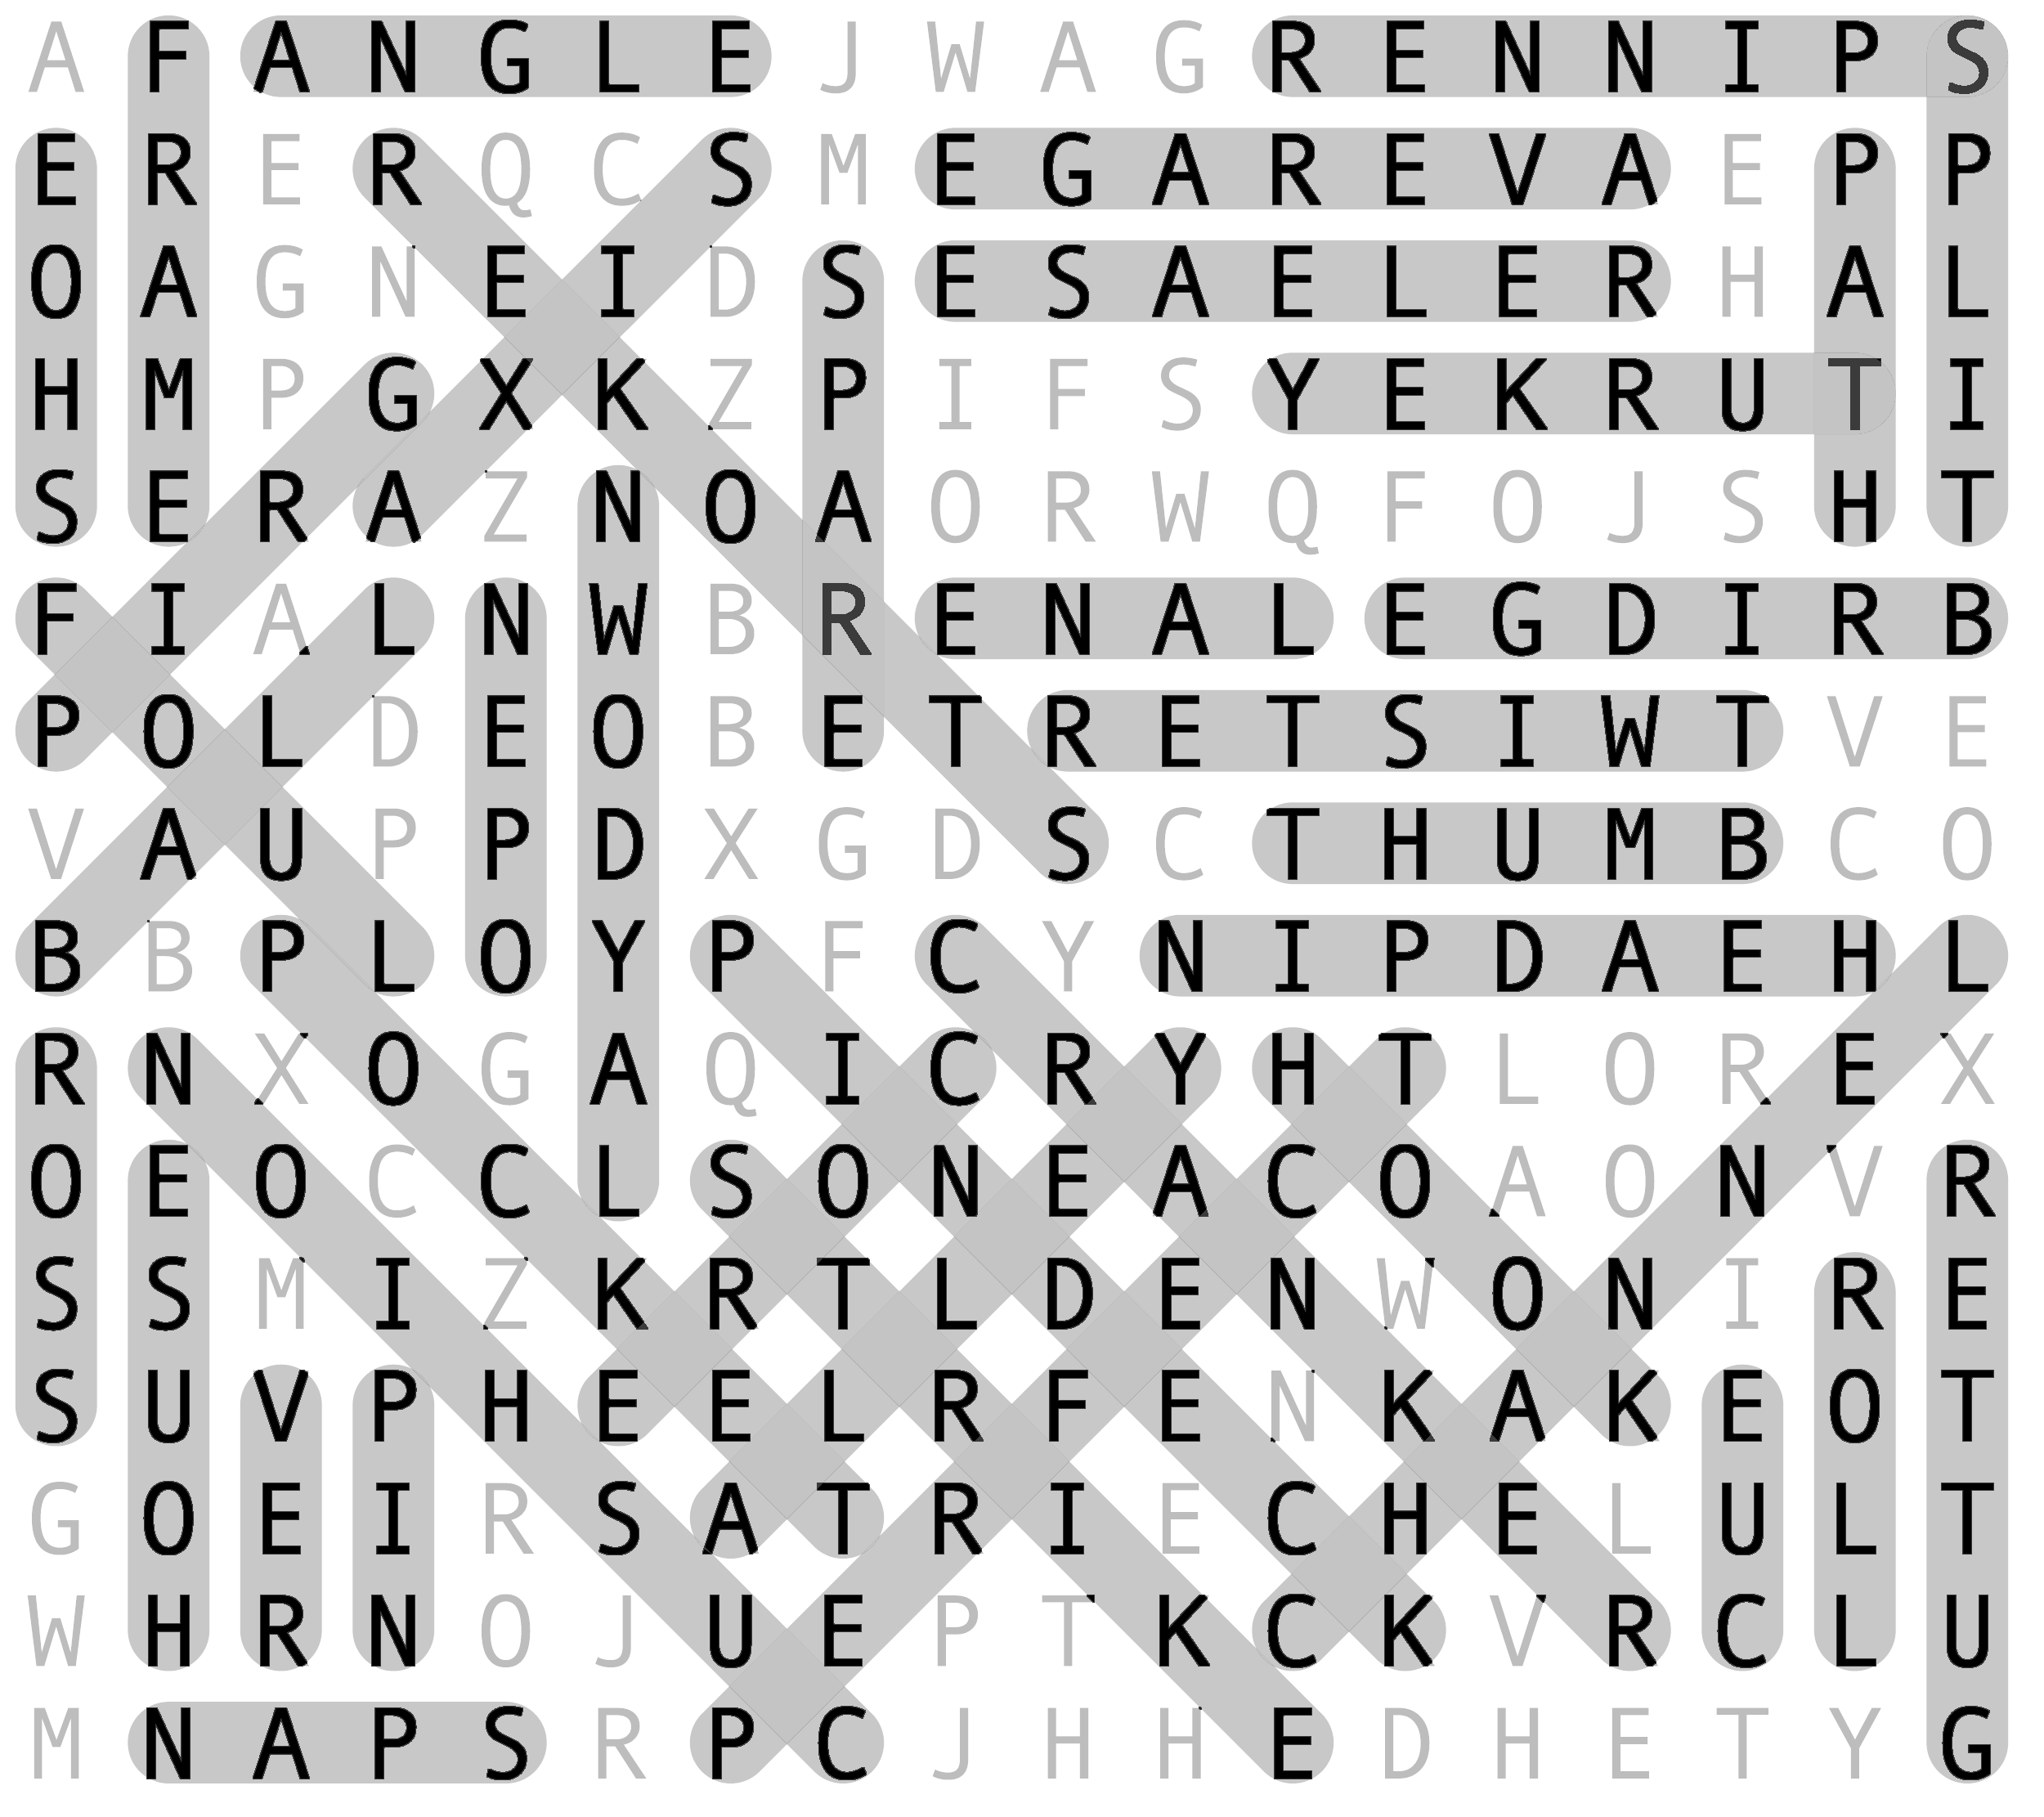 A F A N G L E J W A G R E N N I P S
E R E R Q C S M E G A R E V A E P P
O A G N E I D S E S A E L E R H A L
H M P G X K Z P I F S Y E K R U T I
S E R A Z N O A O R W Q F O J S H T
F I A L N W B R E N A L E G D I R B
P O L D E O B E T R E T S I W T V E
V A U P P D X G D S C T H U M B C O
B B P L O Y P F C Y N I P D A E H L
R N X O G A Q I C R Y H T L O R E X
O E O C C L S O N E A C O A O N V R
S S M I Z K R T L D E N W O N I R E
S U V P H E E L R F E N K A K E O T
G O E I R S A T R I E C H E L U L T
W H R N O J U E P T K C K V R C L U
M N A P S R P C J H H E D H E T Y G